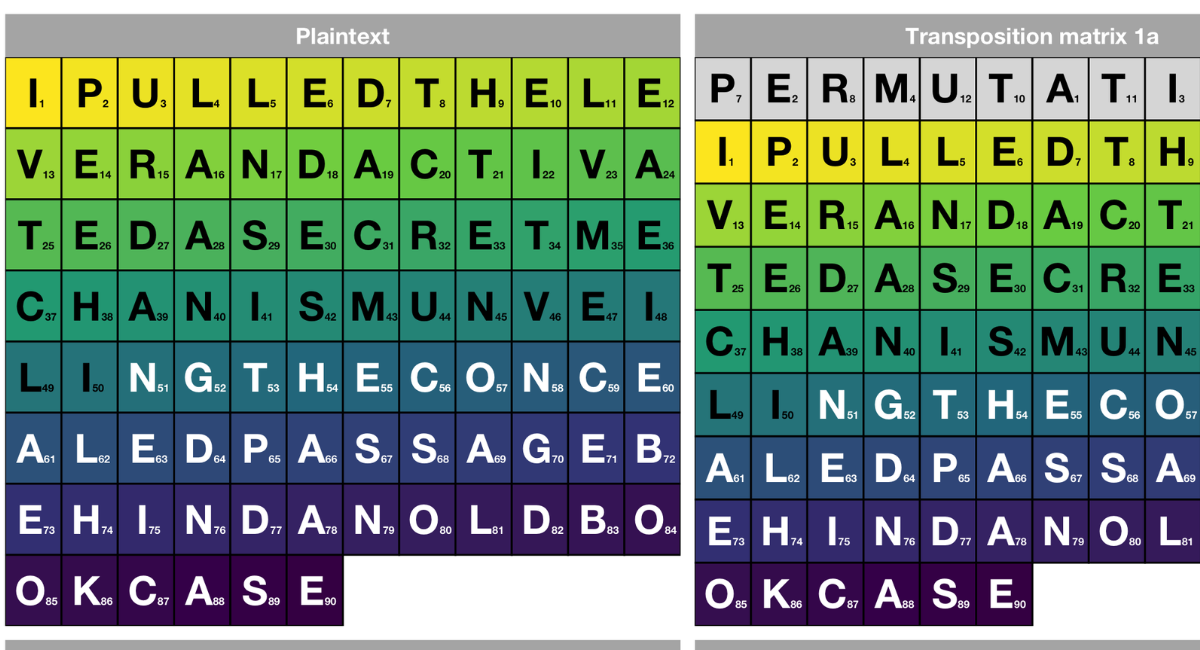 Plaintext
Transposition matrix 1a
I1 P2 U3 L4 L5 E6 D7 T8 H9 E10 L11 E12
V13 E14 R15 A16 N17 D18 A19 C20 T21 I22 V23 A24
T25 E26 D27 A28 S29 E30 C31 R32 E33 T34 M35 E36
C37 H38 A39 N40 I41 S42 M43 U44 N45 V46 E47 I48
L49 I50 N51 G52 T53 H54 E55 C56 O57 N58 C59 E60
A61 L62 E63 D64 P65 A66 S67 S68 A69 G70 E71 B72
E73 H74 I75 N76 D77 A78 N79 O80 L81 D82 B83 O84
O85 K86 C87 A88 S89 E90
P7 E2 R8 M4 U12 T10 A1 T11 I3
I1 P2 U3 L4 L5 E6 D7 T8 H9
V13 E14 R15 A16 N17 D18 A19 C20 T21
T25 E26 D27 A28 S29 E30 C31 R32 E33
C37 H38 A39 N40 I41 S42 M43 U44 N45
L49 I50 N51 G52 T53 H54 E55 C56 O57
A61 L62 E63 D64 P65 A66 S67 S68 A69
E73 H74 I75 N76 D77 A78 N79 O80 L81
O85 K86 C87 A88 S89 E90